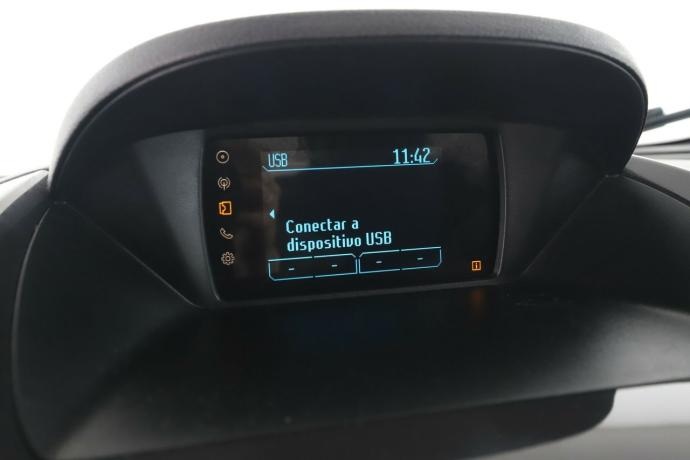 USB 11:42
Conectar a
dispositivo USB
- - - -
i